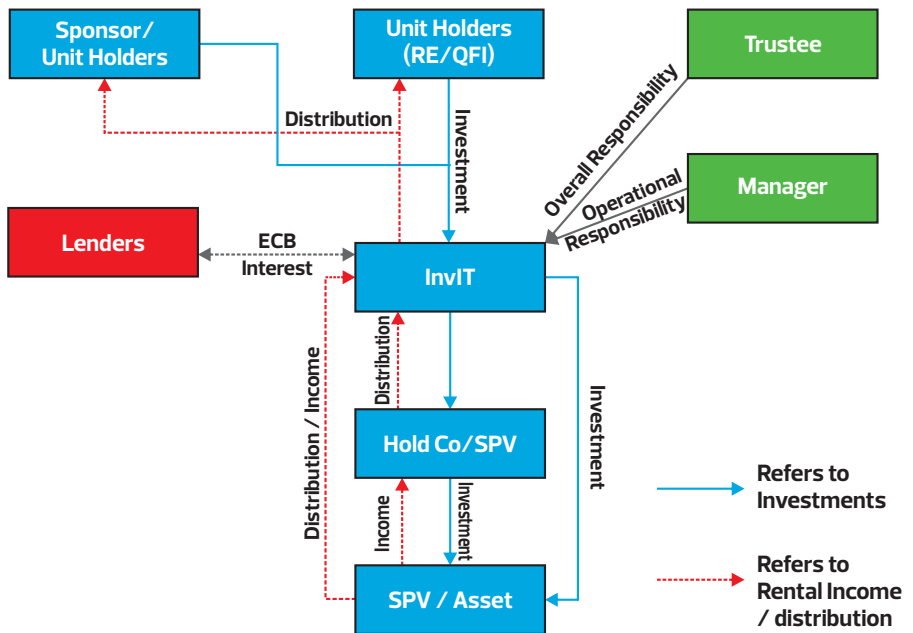 Sponsor/
Unit Holders
Unit Holders
(RE/QFI)
Trustee
Distribution
Investment
Overall Responsibility
Manager
Operational
Responsibility
Lenders
ECB
Interest
InvIT
Distribution / Income
Distribution
Investment
Hold Co/SPV
Income
Investment
SPV / Asset
Refers to
Investments
Refers to
Rental Income
/ distribution